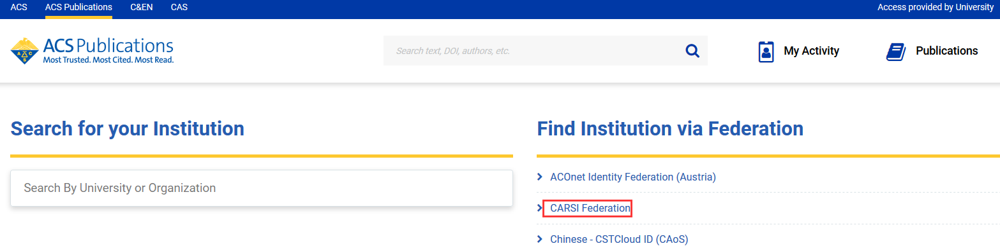 ACS ACS Publications C&EN CAS Access provided by University
ACS Publications
Most Trusted. Most Cited. Most Read.
A C S
Search text, DOI, authors, etc.
My Activity
Publications
Search for your Institution
Search By University or Organization
Find Institution via Federation
ACOnet Identity Federation (Austria)
CARSI Federation
Chinese - CSTCloud ID (CAoS)